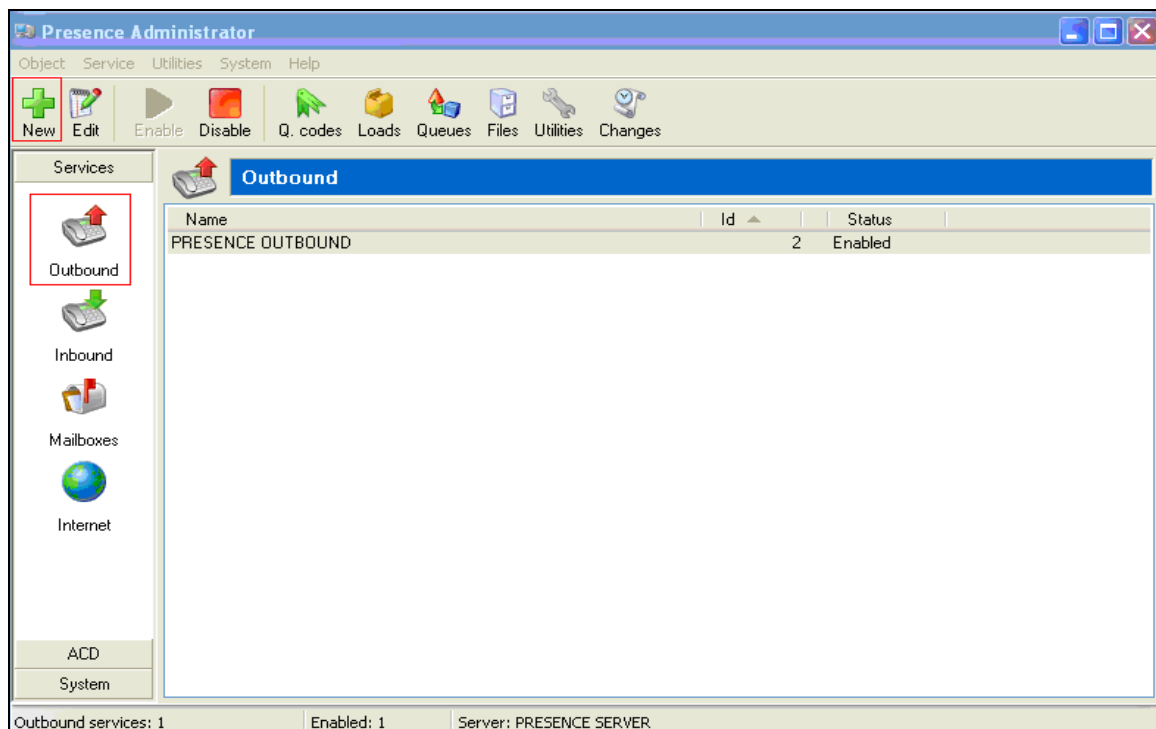 Presence Administrator
Object Service Utilities System Help
New Edit Enable Disable Q. codes Loads Queues Files Utilities Changes
Services
Outbound
Inbound
Mailboxes
Internet
ACD
System
Outbound
Name Id Status
PRESENCE OUTBOUND 2 Enabled
Outbound services: 1 Enabled: 1 Server: PRESENCE SERVER